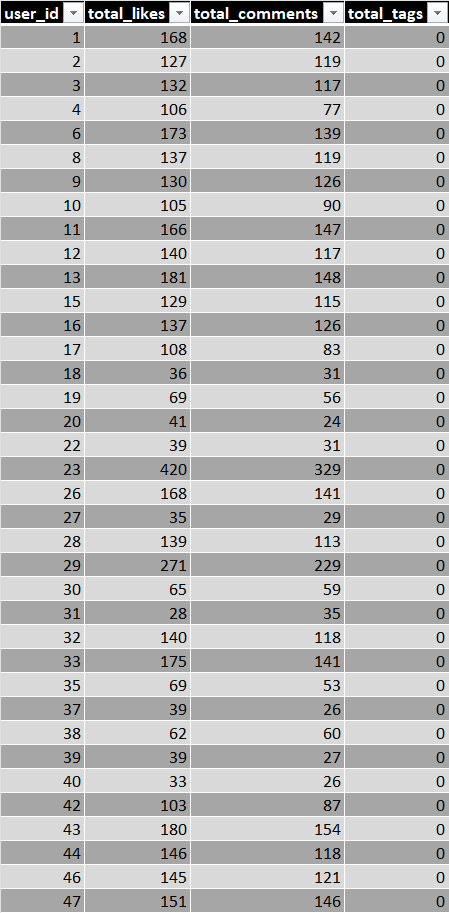 user_id total_likes total_comments total_tags
1 168 142 0
2 127 119 0
3 132 117 0
4 106 77 0
6 173 139 0
8 137 119 0
9 130 126 0
10 105 90 0
11 166 147 0
12 140 117 0
13 181 148 0
15 129 115 0
16 137 126 0
17 108 83 0
18 36 31 0
19 69 56 0
20 41 24 0
22 39 31 0
23 420 329 0
26 168 141 0
27 35 29 0
28 139 113 0
29 271 229 0
30 65 59 0
31 28 35 0
32 140 118 0
33 175 141 0
35 69 53 0
37 39 26 0
38 62 60 0
39 39 27 0
40 33 26 0
42 103 87 0
43 180 154 0
44 146 118 0
46 145 121 0
47 151 146 0